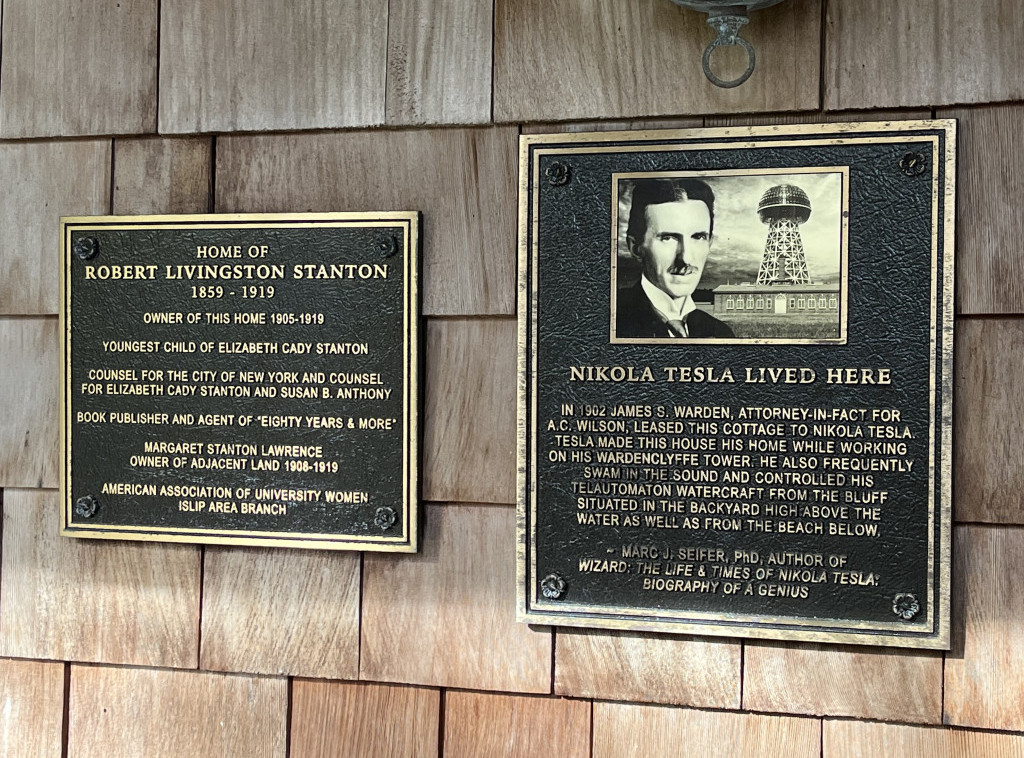 HOME OF
ROBERT LIVINGSTON STANTON
1859 - 1919
OWNER OF THIS HOME 1905-1919
YOUNGEST CHILD OF ELIZABETH CADY STANTON
COUNSEL FOR THE CITY OF NEW YORK AND COUNSEL
FOR ELIZABETH CADY STANTON AND SUSAN B. ANTHONY
BOOK PUBLISHER AND AGENT OF "EIGHTY YEARS & MORE"
MARGARET STANTON LAWRENCE
OWNER OF ADJACENT LAND 1908-1919
AMERICAN ASSOCIATION OF UNIVERSITY WOMEN
ISLIP AREA BRANCH
NIKOLA TESLA LIVED HERE
IN 1902 JAMES S. WARDEN, ATTORNEY-IN-FACT FOR
A.C. WILSON, LEASED THIS COTTAGE TO NIKOLA TESLA.
TESLA MADE THIS HOUSE HIS HOME WHILE WORKING
ON HIS WARDENCLYFFE TOWER. HE ALSO FREQUENTLY
SWAM IN THE SOUND AND CONTROLLED HIS
TELAUTOMATON WATERCRAFT FROM THE BLUFF
SITUATED IN THE BACKYARD HIGH ABOVE THE
WATER AS WELL AS FROM THE BEACH BELOW.
~ MARC J. SEIFER, PhD, AUTHOR OF
WIZARD: THE LIFE & TIMES OF NIKOLA TESLA:
BIOGRAPHY OF A GENIUS